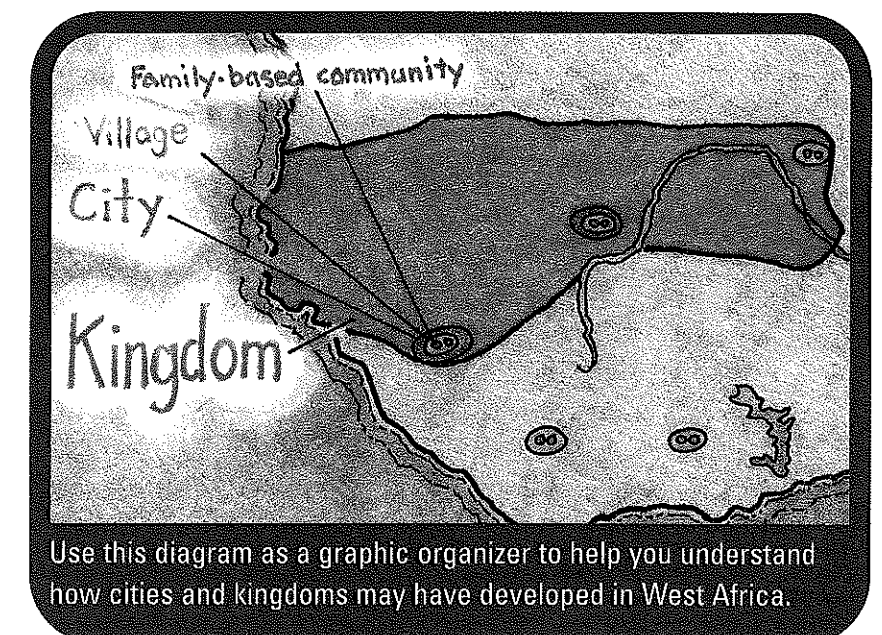 Family-based community
Village
City
Kingdom
Use this diagram as a graphic organizer to help you understand
how cities and kingdoms may have developed in West Africa.